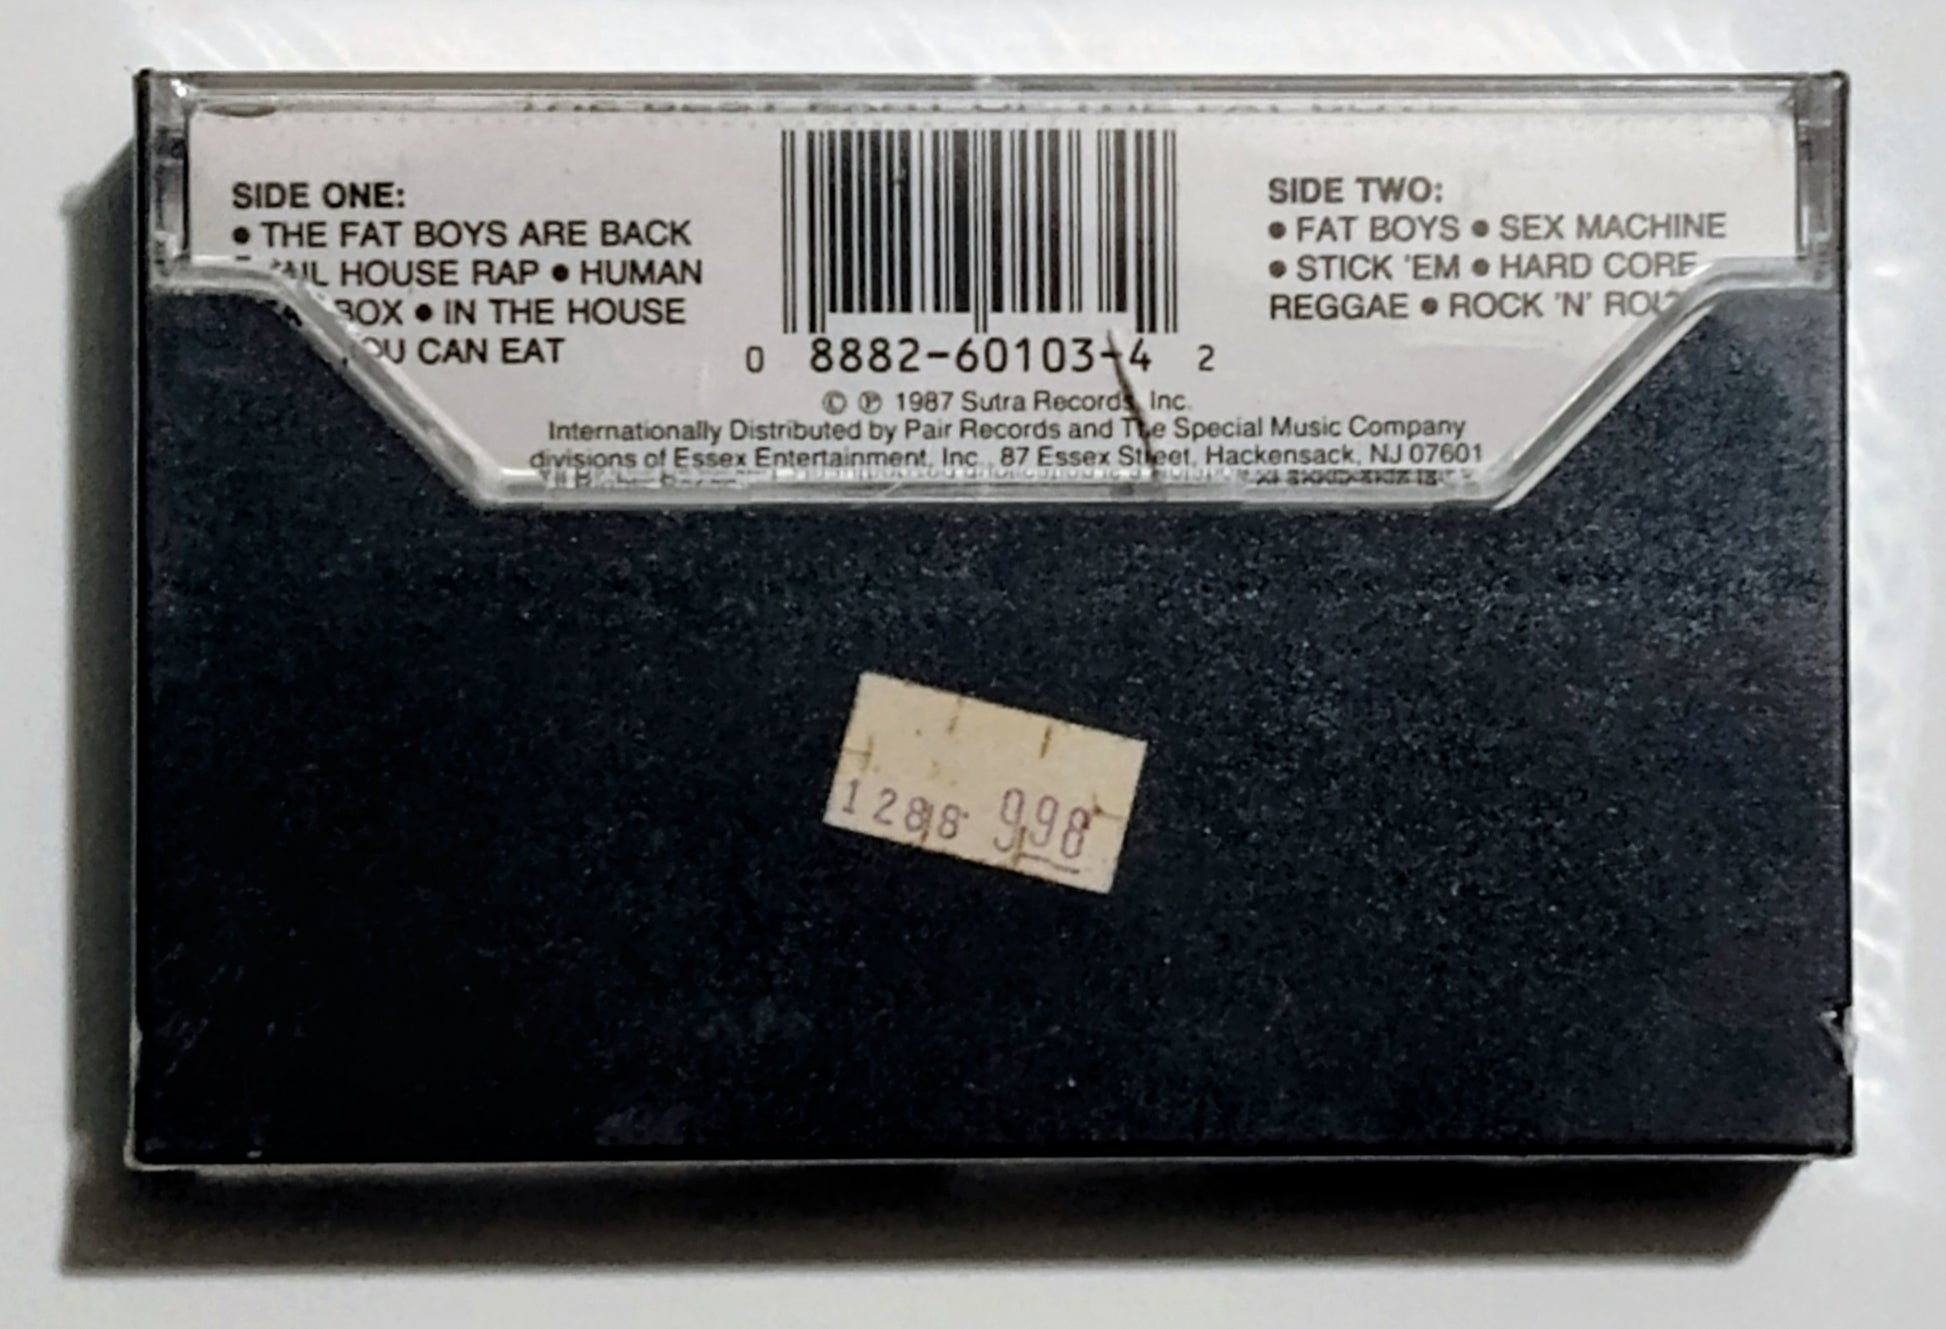 SIDE ONE:
• THE FAT BOYS ARE BACK
HOUSE RAP • HUMAN
BOX • IN THE HOUSE
YOU CAN EAT
0 8882-60103-4 2
© ℗ 1987 Sutra Records, Inc.
Internationally Distributed by Pair Records and The Special Music Company
divisions of Essex Entertainment, Inc., 87 Essex Street, Hackensack, NJ 07601
SIDE TWO:
• FAT BOYS • SEX MACHINE
• STICK 'EM • HARD CORE
REGGAE • ROCK 'N' ROLL
1288 998